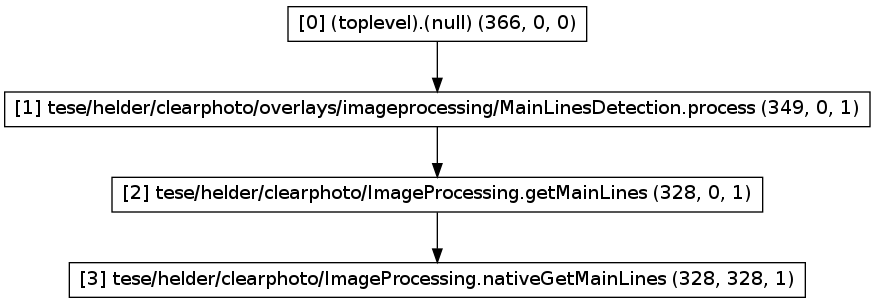 [0] (toplevel).(null) (366, 0, 0)
[1] tese/helder/clearphoto/overlays/imageprocessing/MainLinesDetection.process (349, 0, 1)
[2] tese/helder/clearphoto/ImageProcessing.getMainLines (328, 0, 1)
[3] tese/helder/clearphoto/ImageProcessing.nativeGetMainLines (328, 328, 1)